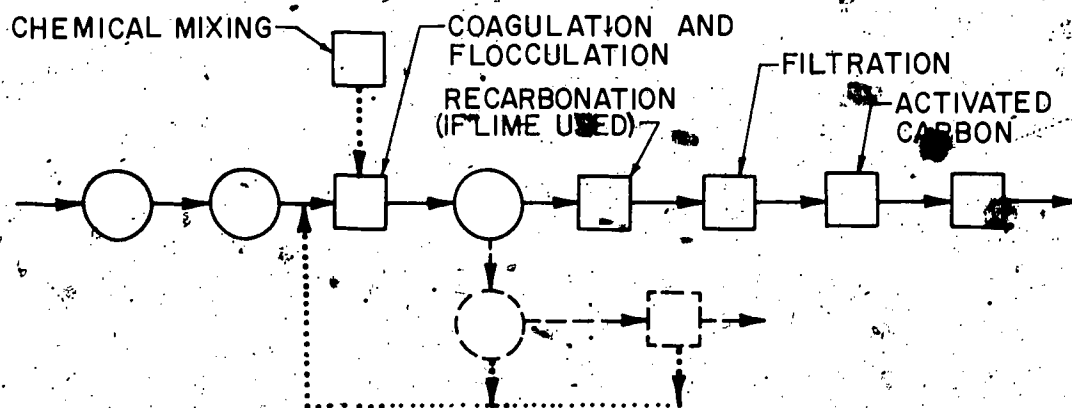 CHEMICAL MIXING
COAGULATION AND
FLOCCULATION
RECARBONATION
(IF LIME USED)
FILTRATION
ACTIVATED
CARBON